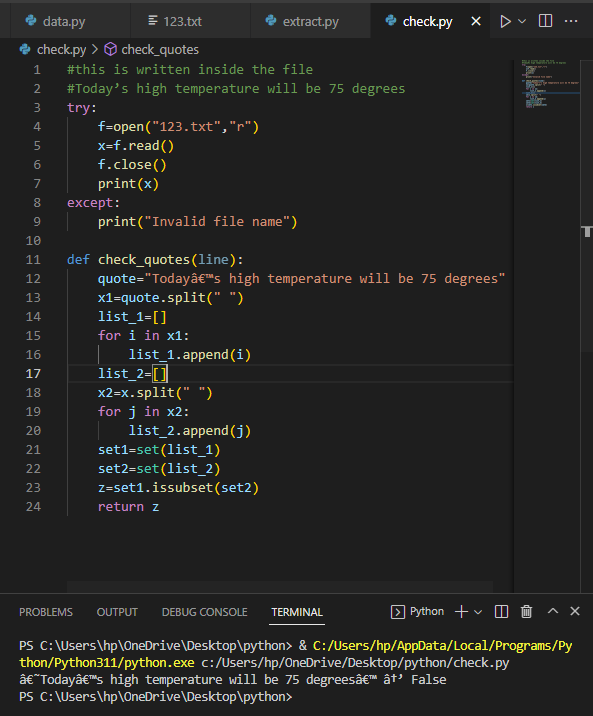 data.py 123.txt extract.py check.py
check.py > check_quotes
1 #this is written inside the file
2 #Today’s high temperature will be 75 degrees
3 try:
4 f=open("123.txt","r")
5 x=f.read()
6 f.close()
7 print(x)
8 except:
9 print("Invalid file name")
10
11 def check_quotes(line):
12 quote="Todayâ€™s high temperature will be 75 degrees"
13 x1=quote.split(" ")
14 list_1=[]
15 for i in x1:
16 list_1.append(i)
17 list_2=[]
18 x2=x.split(" ")
19 for j in x2:
20 list_2.append(j)
21 set1=set(list_1)
22 set2=set(list_2)
23 z=set1.issubset(set2)
24 return z
PROBLEMS OUTPUT DEBUG CONSOLE TERMINAL Python
PS C:\Users\hp\OneDrive\Desktop\python> & C:/Users/hp/AppData/Local/Programs/Py
thon/Python311/python.exe c:/Users/hp/OneDrive/Desktop/python/check.py
â€˜Todayâ€™s high temperature will be 75 degreesâ€™ â†’ False
PS C:\Users\hp\OneDrive\Desktop\python>